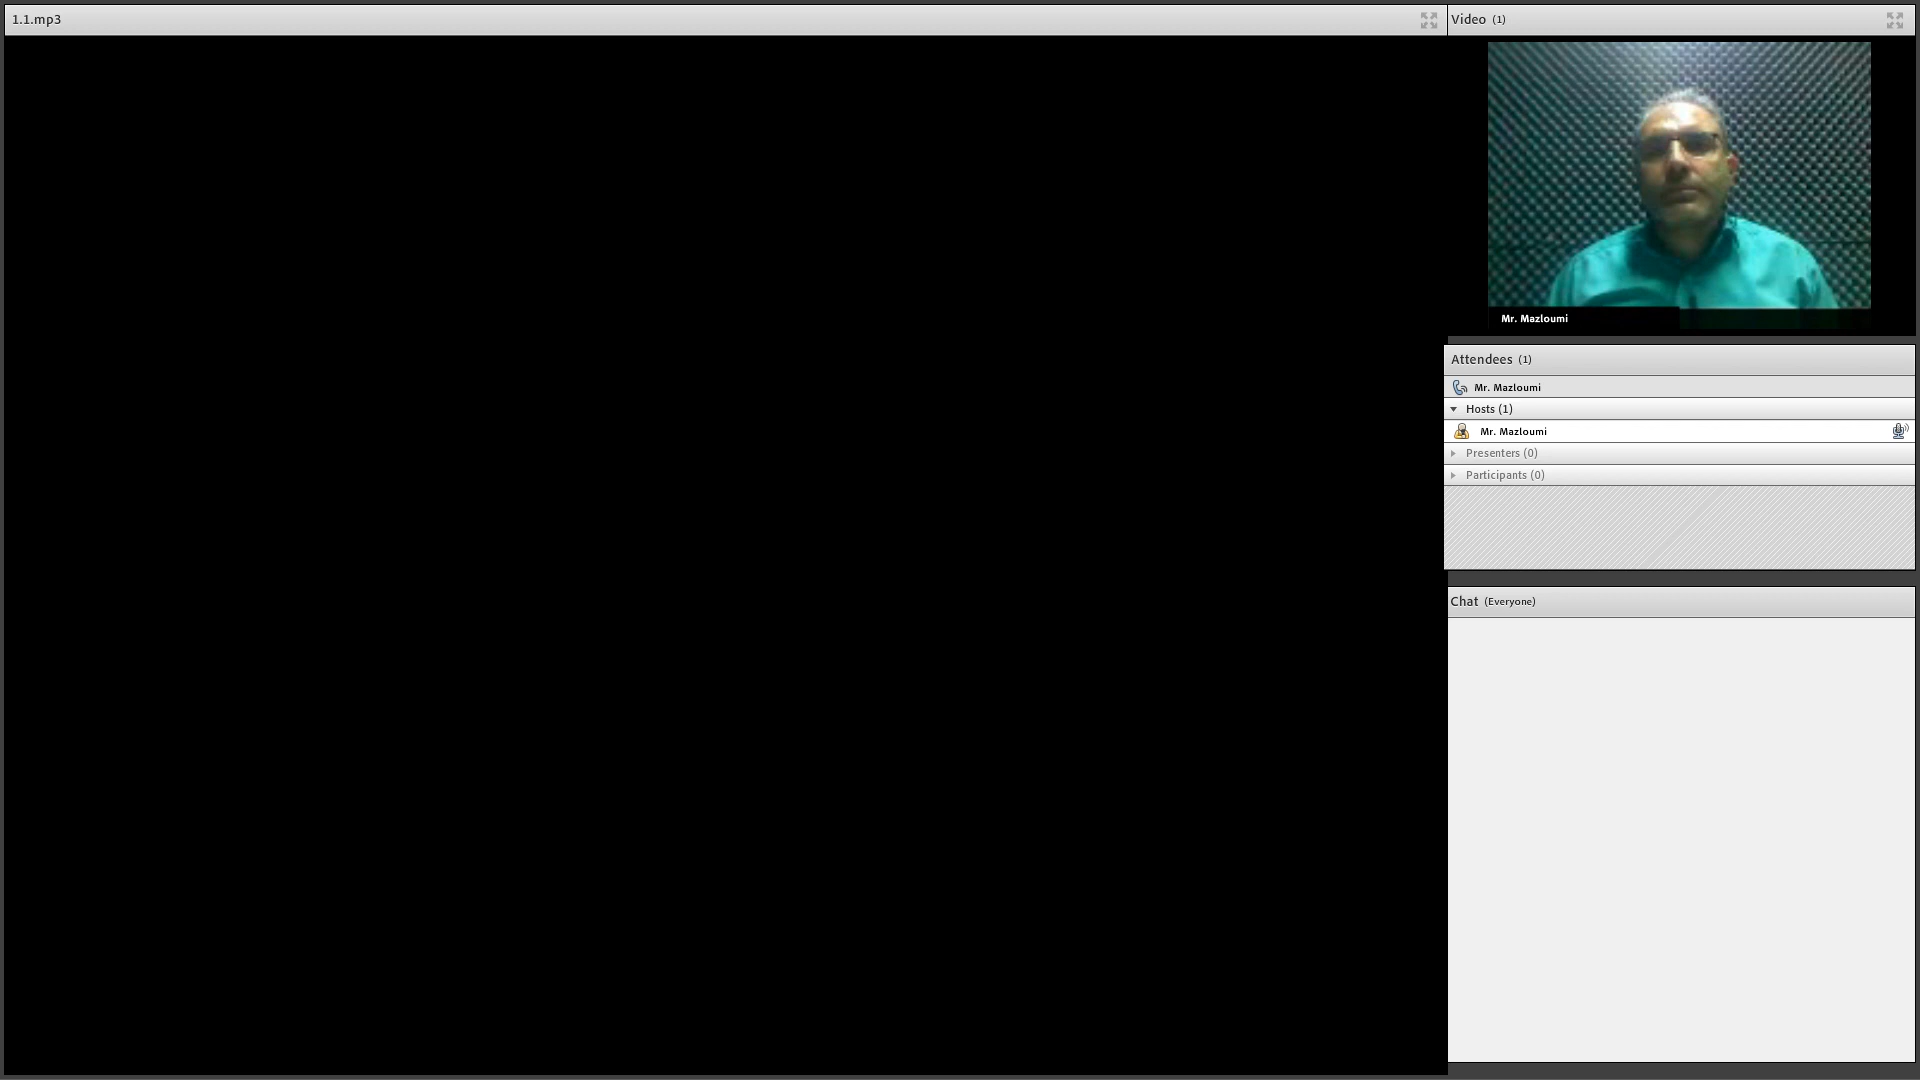 1.1.mp3
Video (1)
Mr. Mazloumi
Attendees (1)
Mr. Mazloumi
Hosts (1)
Mr. Mazloumi
Presenters (0)
Participants (0)
Chat (Everyone)